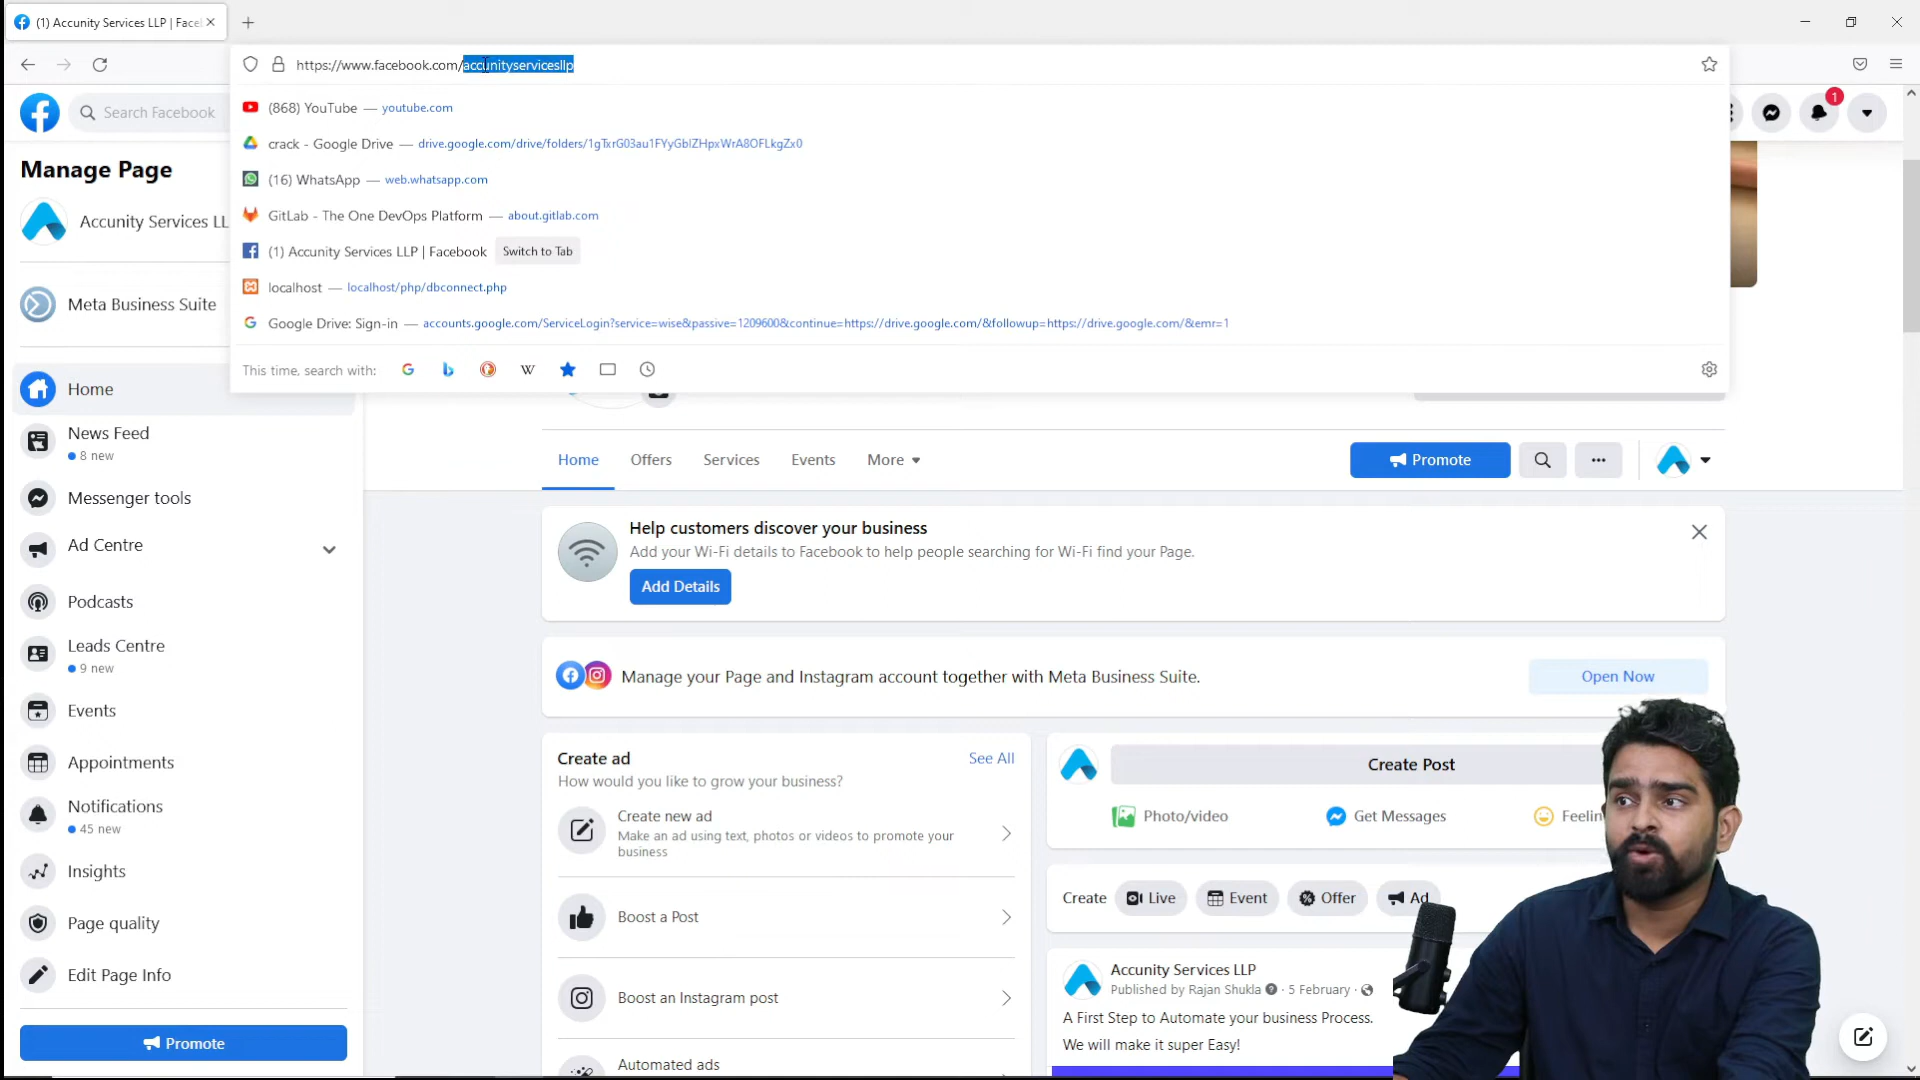 (1) Accunity Services LLP | Face
https://www.facebook.com/accunityservicesllp
(868) YouTube — youtube.com
crack - Google Drive — drive.google.com/drive/folders/1gTxrG03au1FYyGblZHpxWrA8OFLkgZx0
(16) WhatsApp — web.whatsapp.com
GitLab - The One DevOps Platform — about.gitlab.com
(1) Accunity Services LLP | Facebook Switch to Tab
localhost — localhost/php/dbconnect.php
Google Drive: Sign-in — accounts.google.com/ServiceLogin?service=wise&passive=1209600&continue=https://drive.google.com/&followup=https://drive.google.com/&emr=1
This time, search with: G W
Search Facebook
1
Manage Page
Accunity Services LL
Meta Business Suite
Home
News Feed
8 new
Messenger tools
Ad Centre
Podcasts
Leads Centre
9 new
Events
Appointments
Notifications
45 new
Insights
Page quality
Edit Page Info
Promote
Home Offers Services Events More
Promote
Help customers discover your business
Add your Wi-Fi details to Facebook to help people searching for Wi-Fi find your Page.
Add Details
Manage your Page and Instagram account together with Meta Business Suite.
Open Now
Create ad See All
How would you like to grow your business?
Create new ad
Make an ad using text, photos or videos to promote your
business
Boost a Post
Boost an Instagram post
Automated ads
Create Post
Photo/video Get Messages Feelin
Create Live Event Offer Ad
Accunity Services LLP
Published by Rajan Shukla · 5 February ·
A First Step to Automate your business Process.
We will make it super Easy!